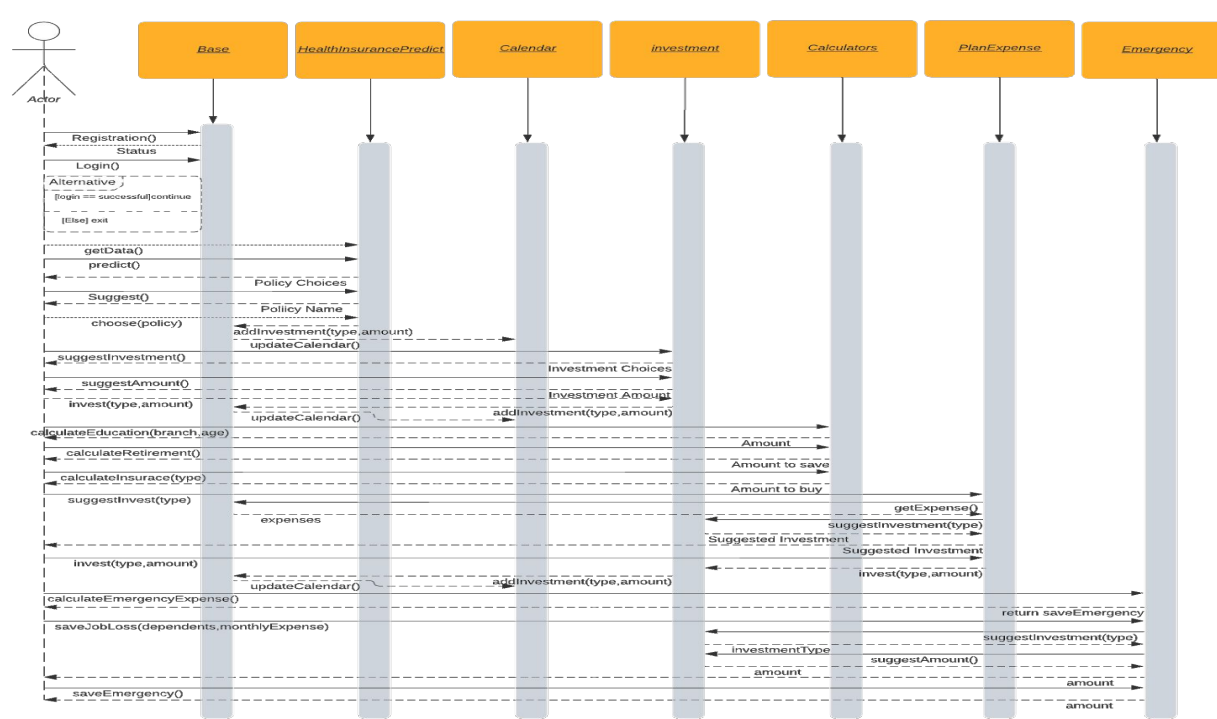 Base
HealthInsurancePredict
Calendar
investment
Calculators
PlanExpense
Emergency
Actor
Registration()
Status
Login()
Alternative
[login == successful]continue
[Else] exit
getData()
predict()
Policy Choices
Suggest()
Poliicy Name
choose(policy)
addInvestment(type,amount)
updateCalendar()
suggestInvestment()
Investment Choices
suggestAmount()
Investment Amount
invest(type,amount)
addInvestment(type,amount)
updateCalendar()
calculateEducation(branch,age)
Amount
calculateRetirement()
Amount to save
calculateInsurace(type)
Amount to buy
suggestInvest(type)
getExpense()
expenses
suggestInvestment(type)
Suggested Investment
Suggested Investment
invest(type,amount)
invest(type,amount)
addInvestment(type,amount)
updateCalendar()
calculateEmergencyExpense()
return saveEmergency
saveJobLoss(dependents,monthlyExpense)
suggestInvestment(type)
investmentType
suggestAmount()
amount
amount
saveEmergency()
amount